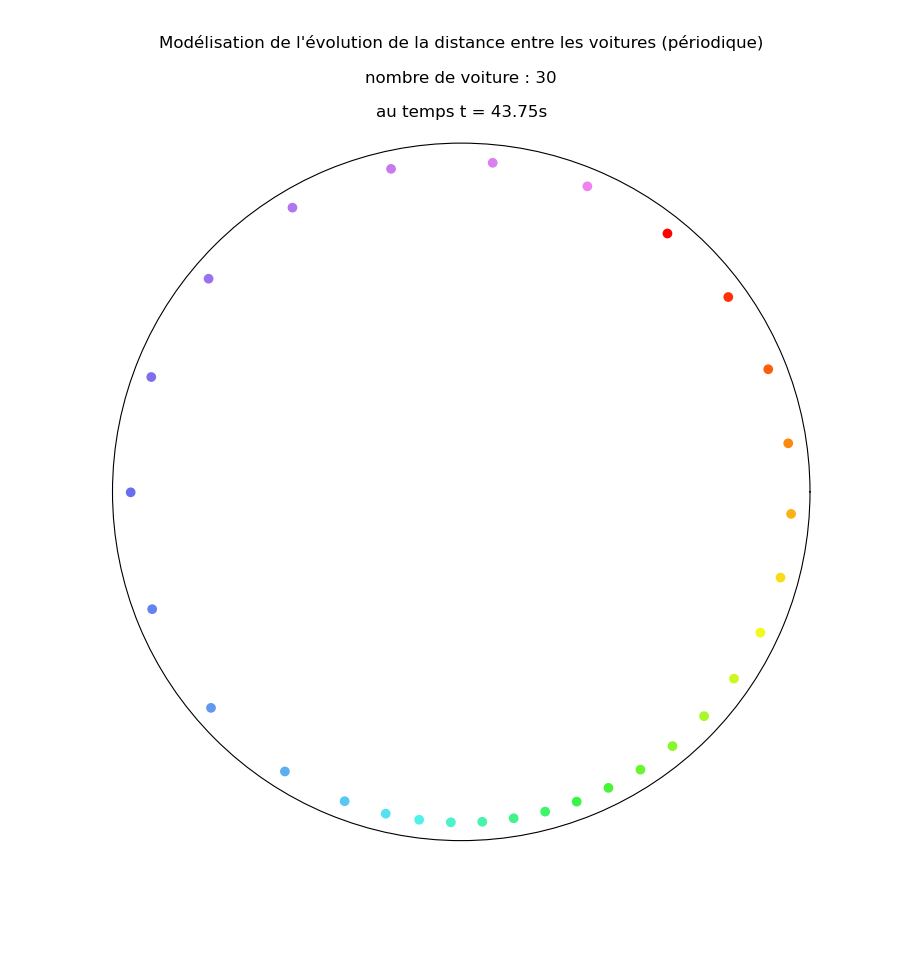 Modélisation de l'évolution de la distance entre les voitures (périodique)
nombre de voiture : 30
au temps t = 43.75s